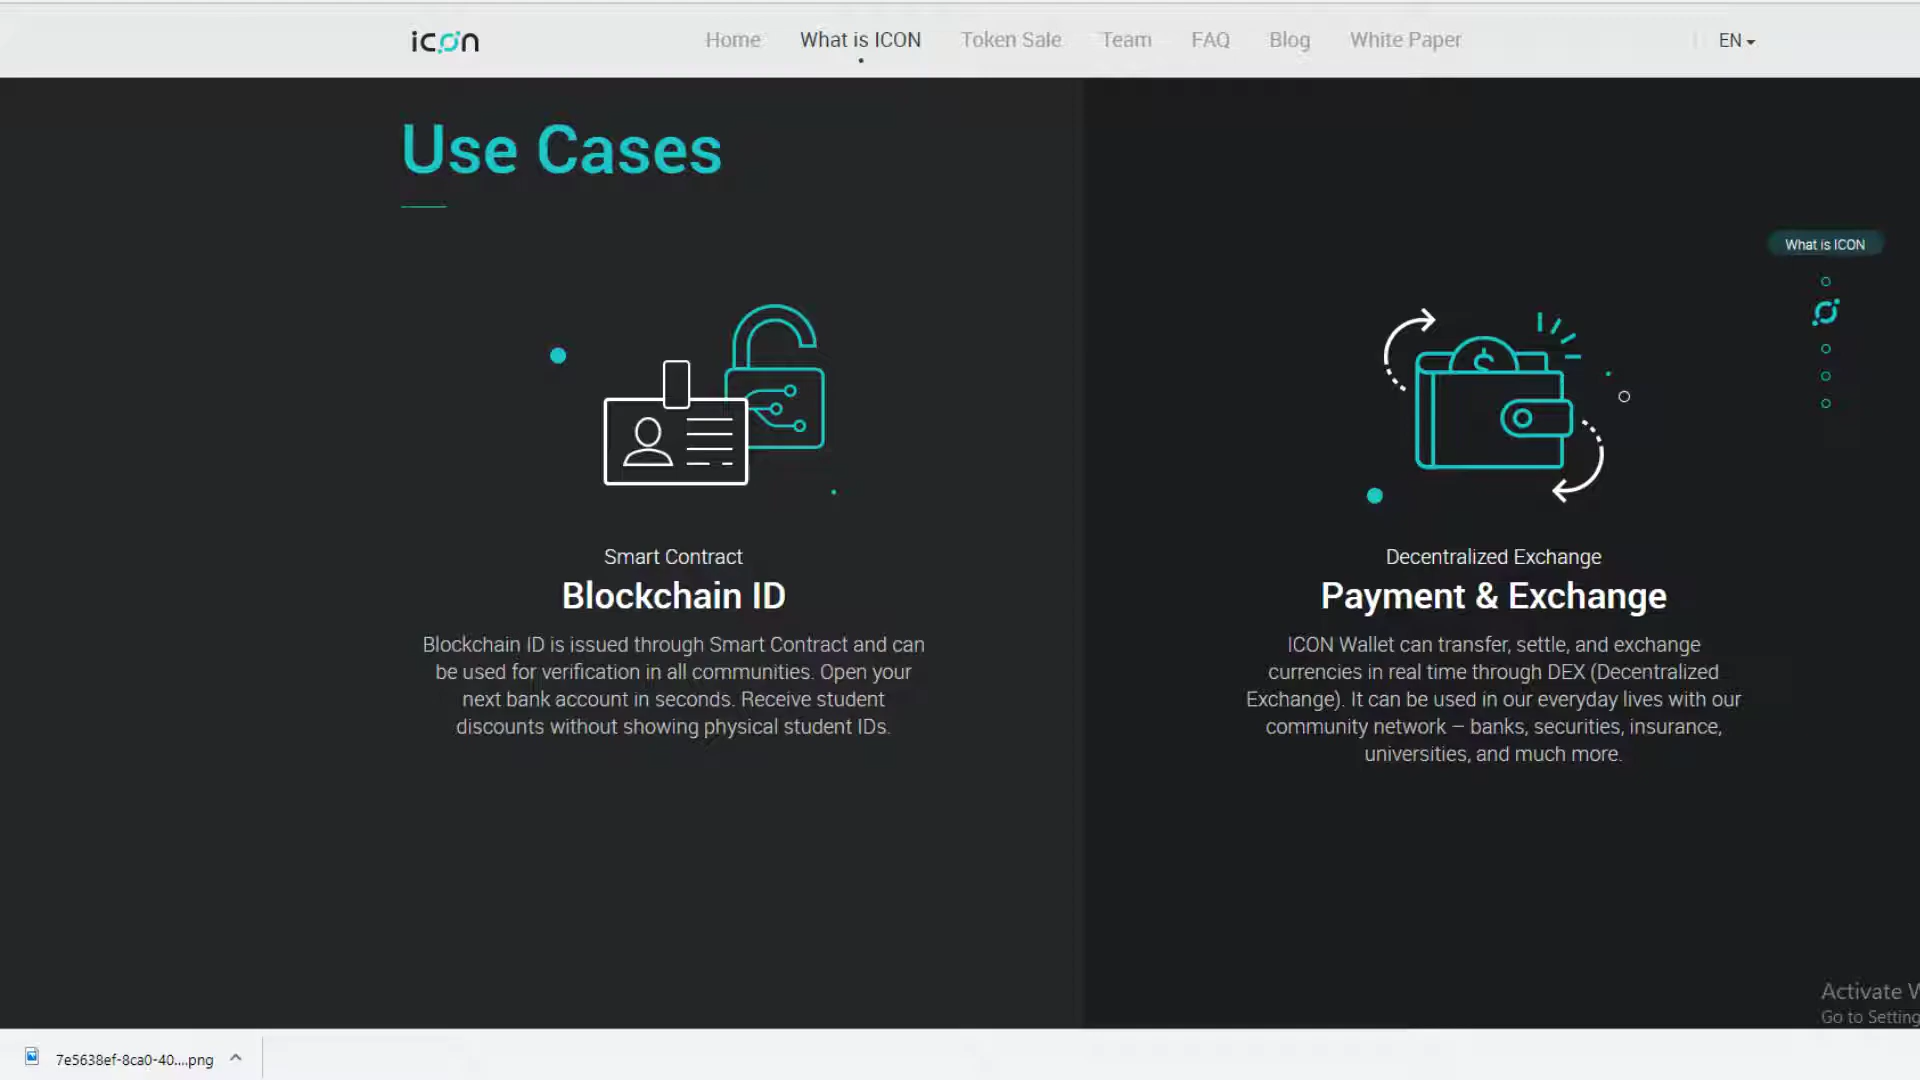 icon Home What is ICON Token Sale Team FAQ Blog White Paper EN
Use Cases
What is ICON
$
Smart Contract
Blockchain ID
Blockchain ID is issued through Smart Contract and can
be used for verification in all communities. Open your
next bank account in seconds. Receive student
discounts without showing physical student IDs.
Decentralized Exchange
Payment & Exchange
ICON Wallet can transfer, settle, and exchange
currencies in real time through DEX (Decentralized
Exchange). It can be used in our everyday lives with our
community network – banks, securities, insurance,
universities, and much more.
Activate W
Go to Setting
7e5638ef-8ca0-40....png